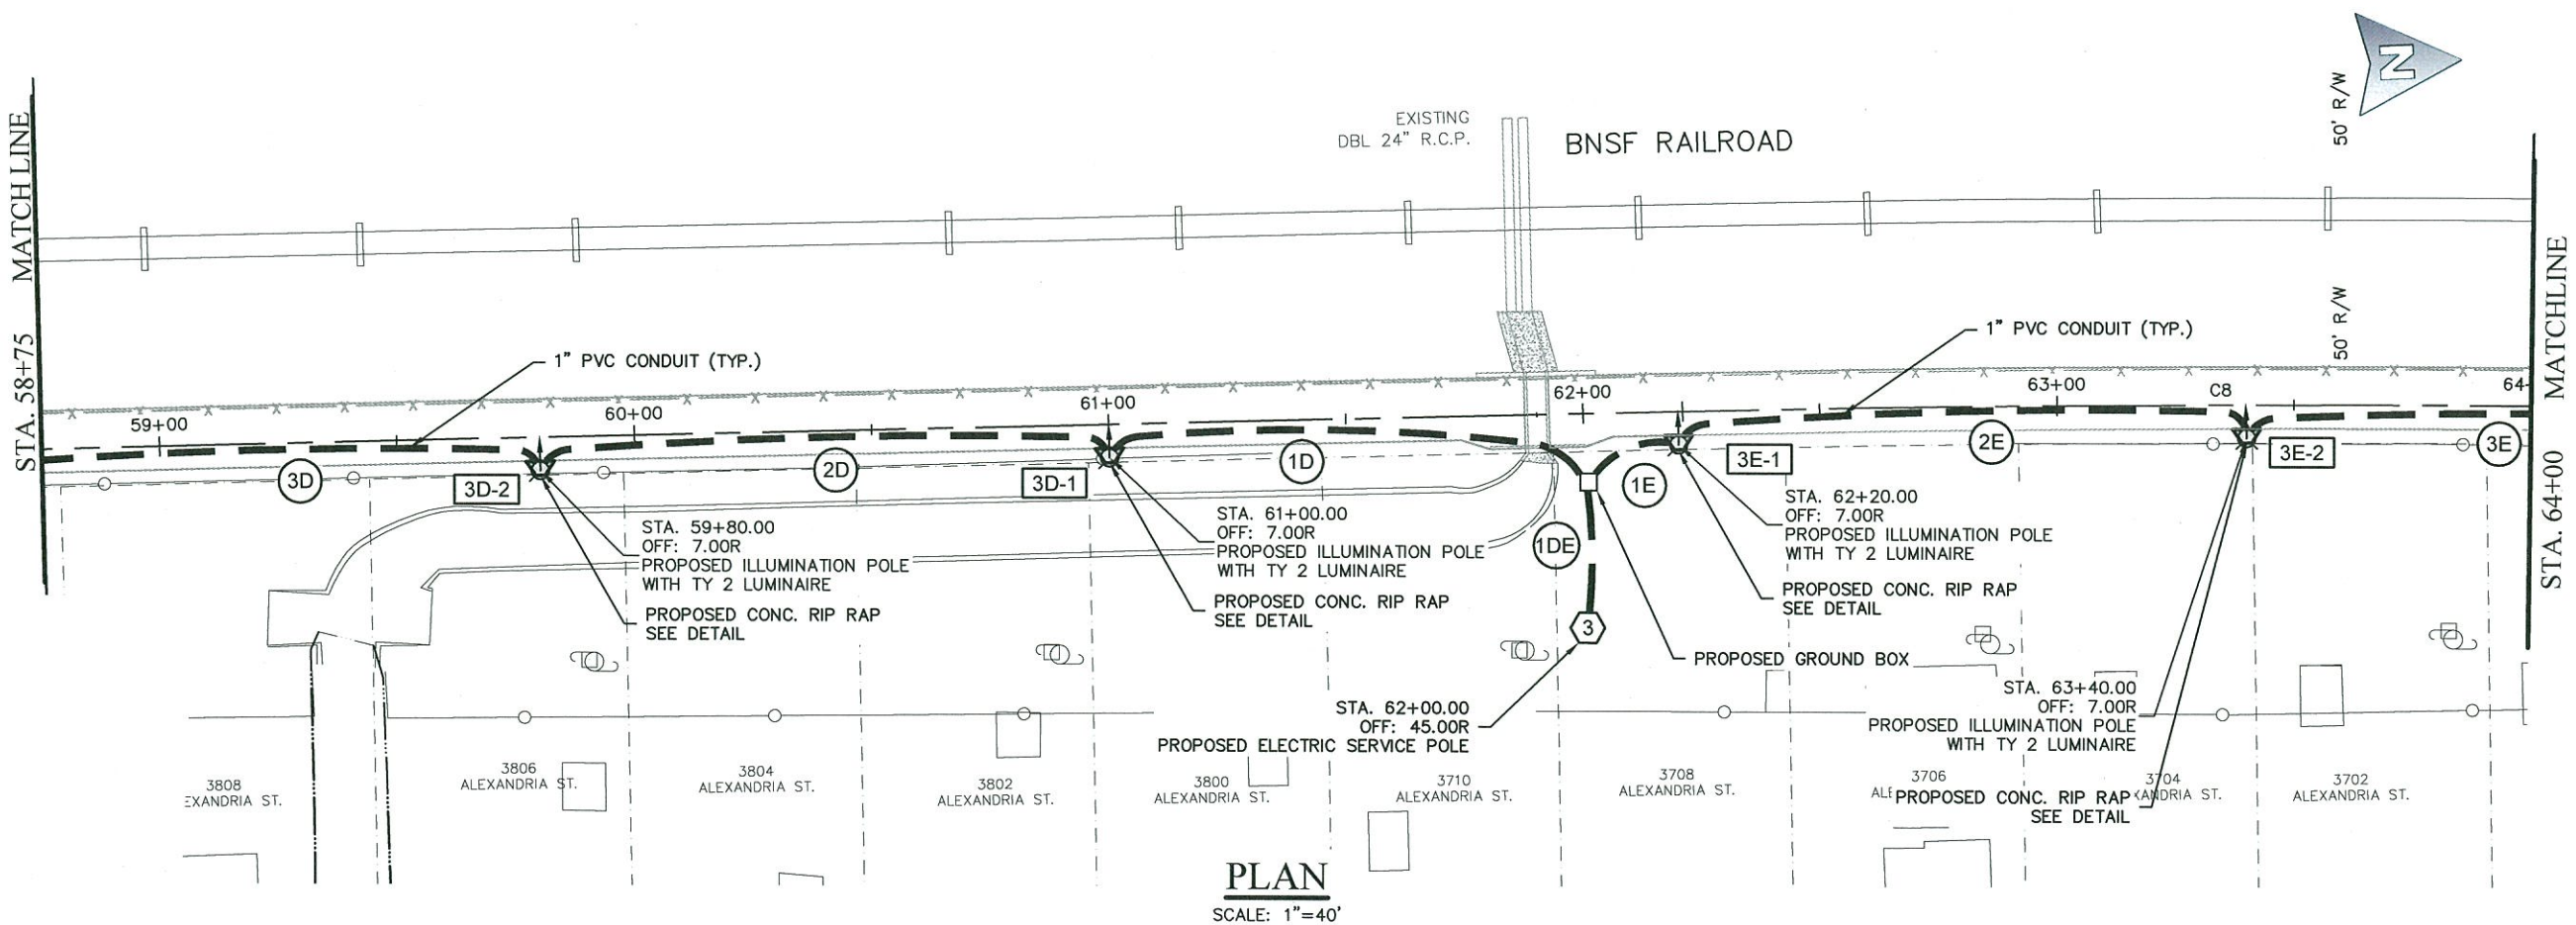 N
50' R/W
EXISTING
DBL 24" R.C.P.
BNSF RAILROAD
STA. 58+75 MATCHLINE
STA. 64+00 MATCHLINE
50' R/W
1" PVC CONDUIT (TYP.)
1" PVC CONDUIT (TYP.)
59+00
60+00
61+00
62+00
63+00
C8
64
3D
3D-2
2D
3D-1
1D
1DE
1E
3E-1
2E
3E-2
3E
STA. 59+80.00
OFF: 7.00R
PROPOSED ILLUMINATION POLE
WITH TY 2 LUMINAIRE
PROPOSED CONC. RIP RAP
SEE DETAIL
STA. 61+00.00
OFF: 7.00R
PROPOSED ILLUMINATION POLE
WITH TY 2 LUMINAIRE
PROPOSED CONC. RIP RAP
SEE DETAIL
STA. 62+20.00
OFF: 7.00R
PROPOSED ILLUMINATION POLE
WITH TY 2 LUMINAIRE
PROPOSED CONC. RIP RAP
SEE DETAIL
3
PROPOSED GROUND BOX
STA. 62+00.00
OFF: 45.00R
PROPOSED ELECTRIC SERVICE POLE
STA. 63+40.00
OFF: 7.00R
PROPOSED ILLUMINATION POLE
WITH TY 2 LUMINAIRE
PROPOSED CONC. RIP RAP
SEE DETAIL
3808
EXANDRIA ST.
3806
ALEXANDRIA ST.
3804
ALEXANDRIA ST.
3802
ALEXANDRIA ST.
3800
ALEXANDRIA ST.
3710
ALEXANDRIA ST.
3708
ALEXANDRIA ST.
3706
ALE
3704
XANDRIA ST.
3702
ALEXANDRIA ST.
PLAN
SCALE: 1"=40'